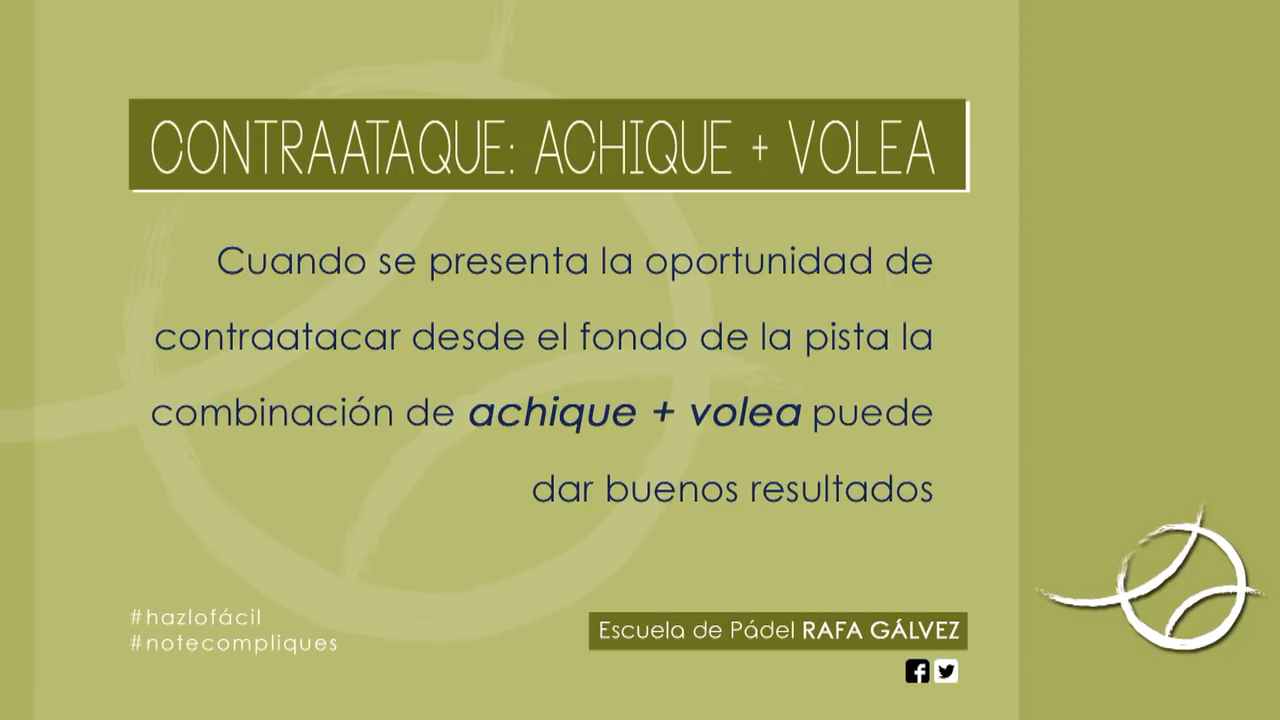 CONTRAATAQUE: ACHIQUE + VOLEA
Cuando se presenta la oportunidad de
contraatacar desde el fondo de la pista la
combinación de achique + volea puede
dar buenos resultados
#hazlofácil
#notecompliques
Escuela de Pádel RAFA GÁLVEZ